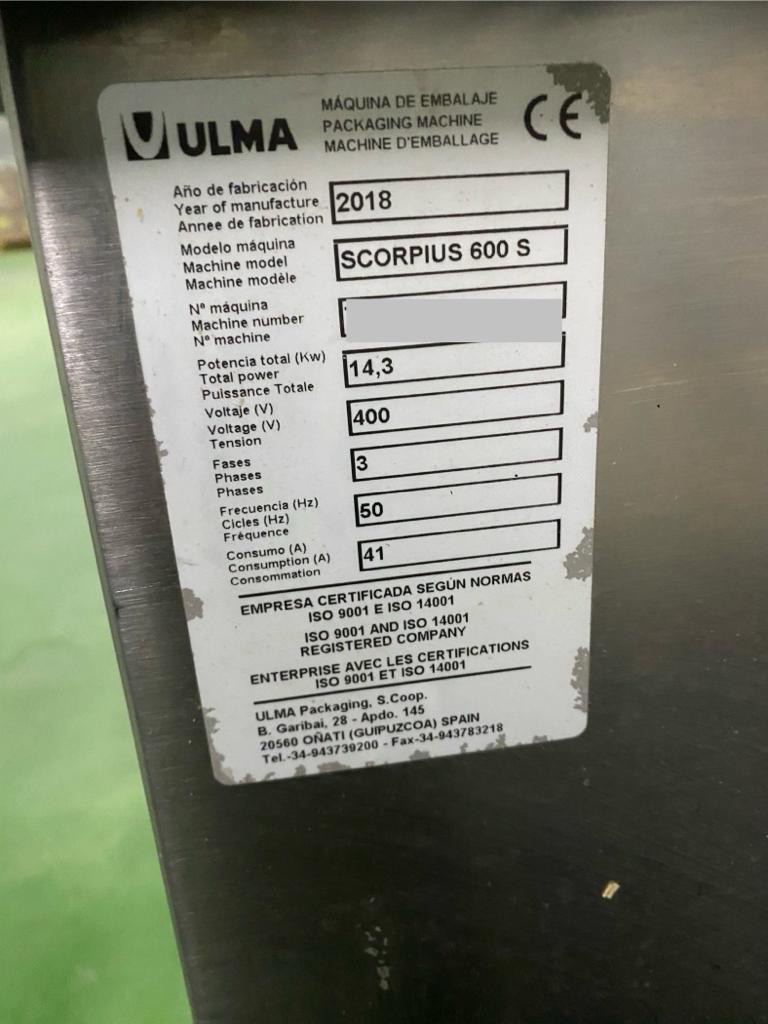 ULMA
MÁQUINA DE EMBALAJE
PACKAGING MACHINE
MACHINE D'EMBALLAGE
CE
Año de fabricación
Year of manufacture
Annee de fabrication
2018
Modelo máquina
Machine model
Machine modèle
SCORPIUS 600 S
Nº máquina
Machine number
Nº machine
Potencia total (Kw)
Total power
Puissance Totale
14,3
Voltaje (V)
Voltage (V)
Tension
400
Fases
Phases
Phases
3
Frecuencia (Hz)
Cicles (Hz)
Fréquence
50
Consumo (A)
Consumption (A)
Consommation
41
EMPRESA CERTIFICADA SEGÚN NORMAS
ISO 9001 E ISO 14001
ISO 9001 AND ISO 14001
REGISTERED COMPANY
ENTERPRISE AVEC LES CERTIFICATIONS
ISO 9001 ET ISO 14001
ULMA Packaging, S.Coop.
B. Garibai, 28 - Apdo. 145
20560 OÑATI (GUIPUZCOA) SPAIN
Tel.-34-943739200 - Fax-34-943783218